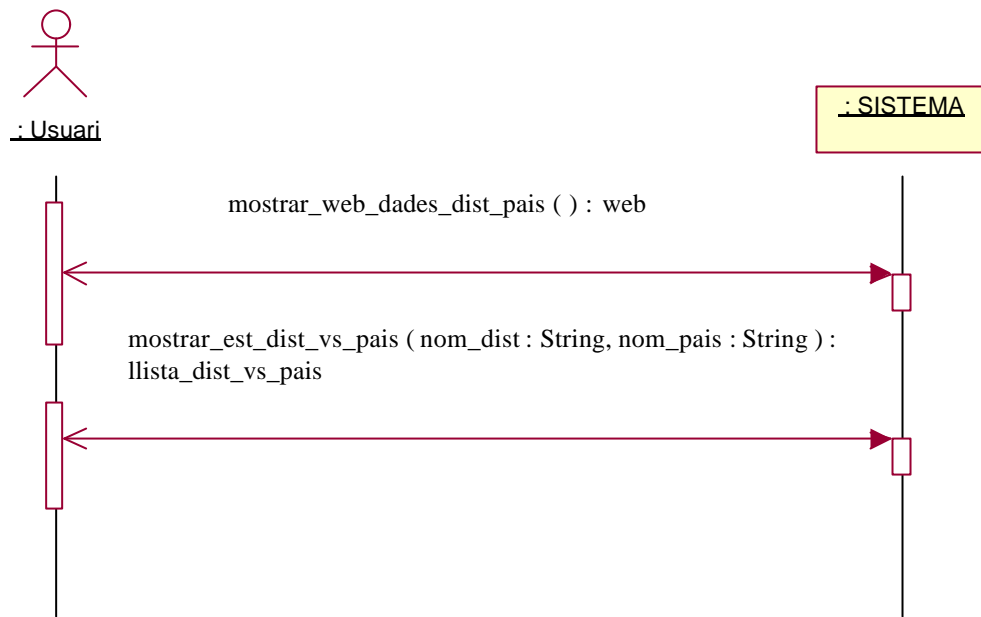 : SISTEMA
: Usuari
mostrar_web_dades_dist_pais ( ) : web
mostrar_est_dist_vs_pais ( nom_dist : String, nom_pais : String ) :
llista_dist_vs_pais